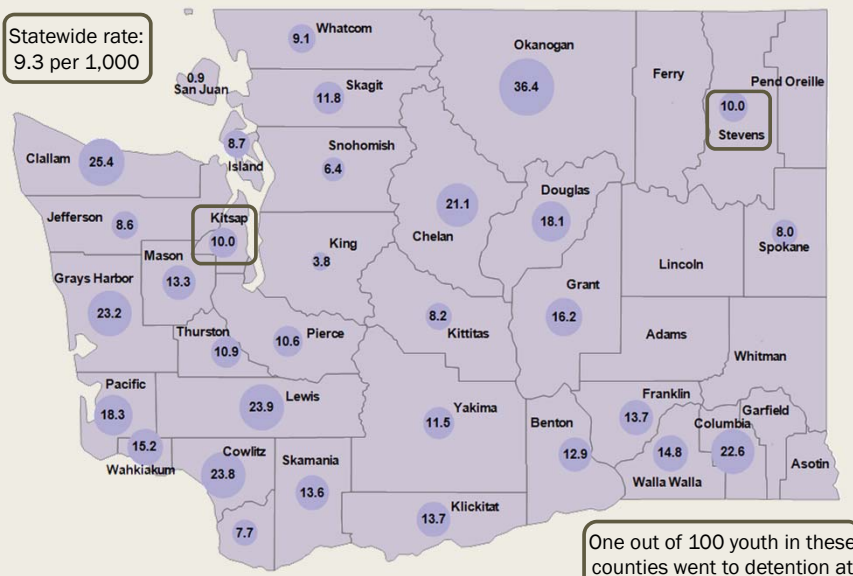 Statewide rate:
9.3 per 1,000
Whatcom
9.1
0.9
San Juan
Skagit
11.8
Okanogan
36.4
Ferry
Pend Oreille
10.0
Stevens
Clallam
25.4
8.7
Island
Snohomish
6.4
Jefferson
8.6
Kitsap
10.0
King
3.8
Chelan
21.1
Douglas
18.1
Lincoln
8.0
Spokane
Mason
13.3
Grays Harbor
23.2
Thurston
10.9
Pierce
10.6
Kittitas
8.2
Grant
16.2
Adams
Whitman
Pacific
18.3
Lewis
23.9
Yakima
11.5
Benton
12.9
Franklin
13.7
Columbia
22.6
Garfield
Asotin
Walla Walla
14.8
15.2
Wahkiakum
Cowlitz
23.8
Skamania
13.6
7.7
Klickitat
13.7
One out of 100 youth in these
counties went to detention at